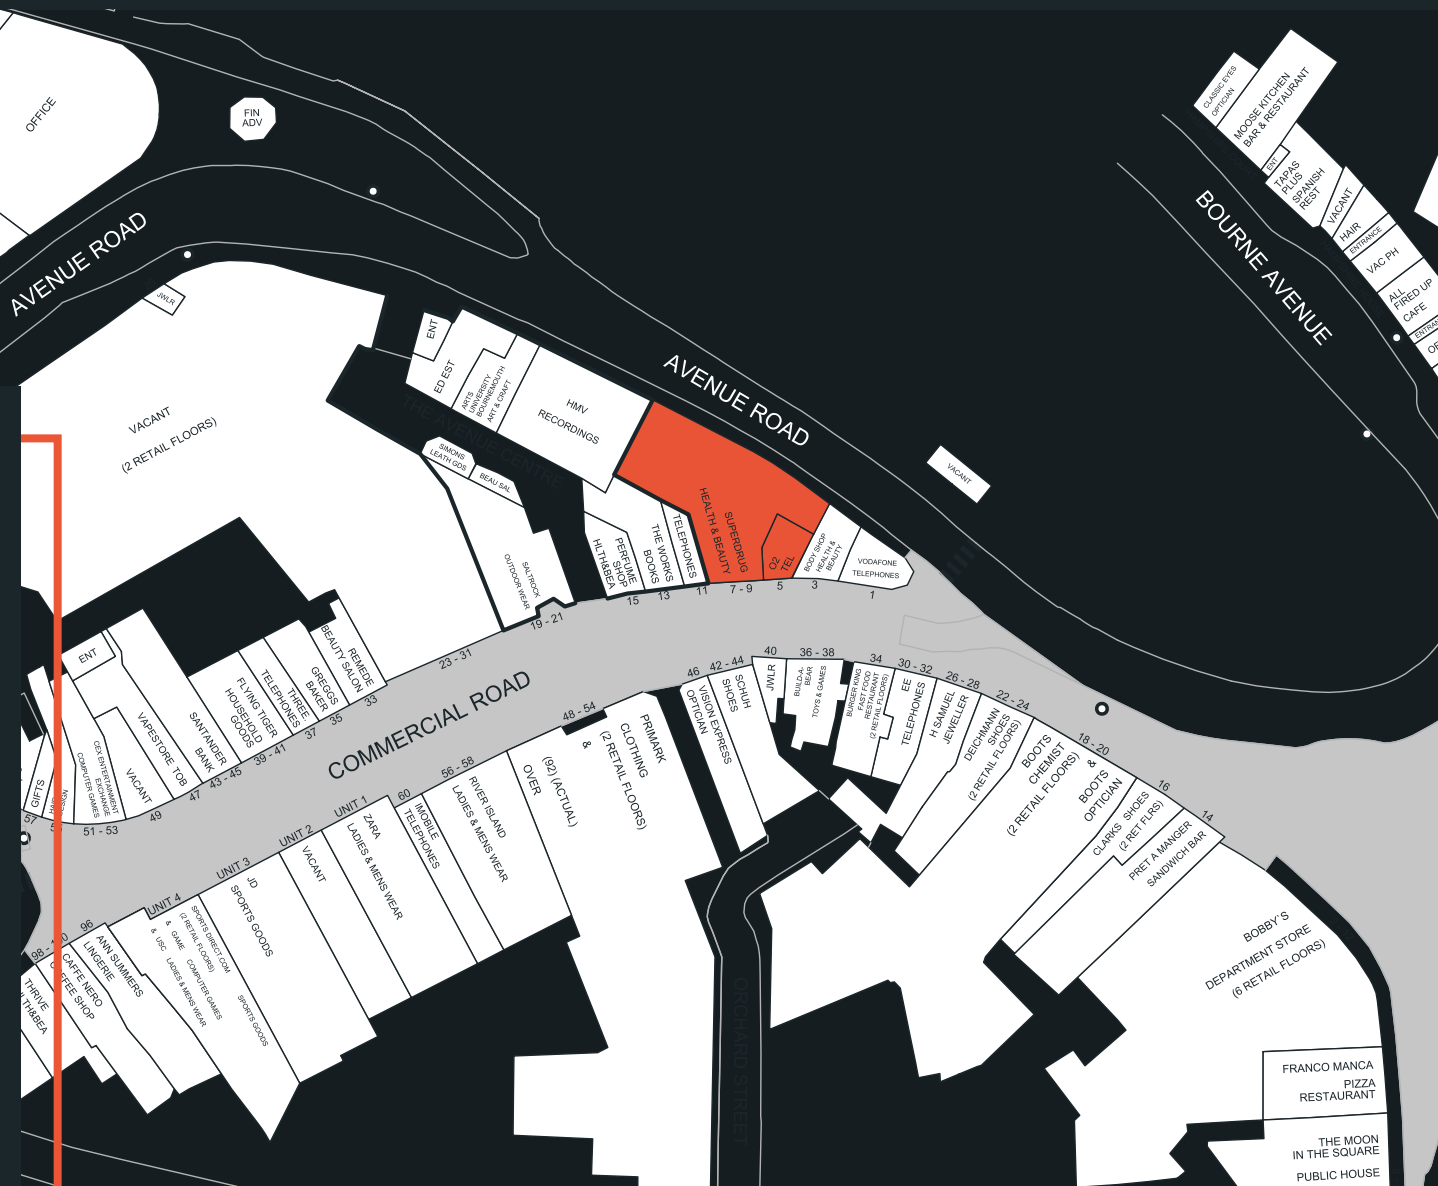 OFFICE
FIN
ADV
AVENUE ROAD
JWLR
VACANT
(2 RETAIL FLOORS)
ENT
ED EST
ARTS
UNIVERSITY
BOURNEMOUTH
ART & CRAFT
HMV
RECORDINGS
AVENUE ROAD
THE AVENUE CENTRE
SIMONS
LEATH GDS
BEAU SAL
SALTROCK
OUTDOOR WEAR
19 - 21
HLTH&BEA
PERFUME
SHOP
15
THE WORKS
BOOKS
13
TELEPHONES
11
SUPERDRUG
HEALTH & BEAUTY
7 - 9
O2
TEL
5
BODY SHOP
HEALTH &
BEAUTY
3
VODAFONE
TELEPHONES
1
VACANT
CLASSIC EYES
OPTICIAN
MOOSE KITCHEN
BAR & RESTAURANT
ENT
TAPAS
PLUS
SPANISH
REST
VACANT
HAIR
ENTRANCE
VAC PH
ALL
FIRED UP
CAFE
BOURNE AVENUE
ENT
GIFTS
57
CEX ENTERTAINMENT
EXCHANGE
COMPUTER GAMES
51 - 53
VACANT
49
VAPESTORE TOB
47
SANTANDER
BANK
43 - 45
FLYING TIGER
HOUSEHOLD
GOODS
39 - 41
THREE
TELEPHONES
37
GREGGS
BAKER
35
REMEDE
BEAUTY SALON
33
23 - 31
COMMERCIAL ROAD
THRIVE
96
CAFFE NERO
COFFEE SHOP
ANN SUMMERS
LINGERIE
UNIT 4
SPORTS DIRECT.COM
(2 RETAIL FLOORS)
SPORTS GOODS
& GAME
COMPUTER GAMES
& USC
LADIES & MENS WEAR
UNIT 3
JD
SPORTS GOODS
UNIT 2
VACANT
UNIT 1
ZARA
LADIES & MENS WEAR
60
IMOBILE
TELEPHONES
56 - 58
RIVER ISLAND
LADIES & MENS WEAR
48 - 54
PRIMARK
CLOTHING
(2 RETAIL FLOORS)
&
(92) (ACTUAL)
OVER
46
VISION EXPRESS
OPTICIAN
42 - 44
SCHUH
SHOES
40
JWLR
36 - 38
BUILD-A-
BEAR
TOYS & GAMES
34
BURGER KING
FAST FOOD
RESTAURANT
(2 RETAIL FLOORS)
30 - 32
EE
TELEPHONES
26 - 28
H SAMUEL
JEWELLER
22 - 24
DEICHMANN
SHOES
(2 RETAIL FLOORS)
18 - 20
BOOTS
CHEMIST
(2 RETAIL FLOORS)
&
BOOTS
OPTICIAN
16
CLARKS SHOES
(2 RET FLRS)
14
PRET A MANGER
SANDWICH BAR
ORCHARD STREET
BOBBY'S
DEPARTMENT STORE
(6 RETAIL FLOORS)
FRANCO MANCA
PIZZA
RESTAURANT
THE MOON
IN THE SQUARE
PUBLIC HOUSE